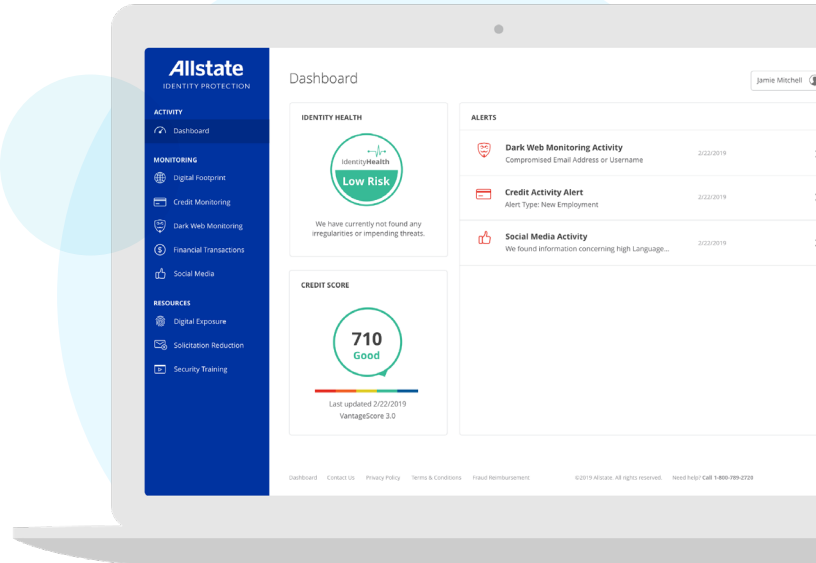 Allstate
IDENTITY PROTECTION
ACTIVITY
Dashboard
MONITORING
Digital Footprint
Credit Monitoring
Dark Web Monitoring
Financial Transactions
Social Media
RESOURCES
Digital Exposure
Solicitation Reduction
Security Training
Dashboard
Jamie Mitchell
IDENTITY HEALTH
IdentityHealth
Low Risk
We have currently not found any
irregularities or impending threats.
CREDIT SCORE
710
Good
Last updated 2/22/2019
VantageScore 3.0
ALERTS
Dark Web Monitoring Activity
Compromised Email Address or Username
2/22/2019
Credit Activity Alert
Alert Type: New Employment
2/22/2019
Social Media Activity
We found information concerning high Language...
2/22/2019
Dashboard Contact Us Privacy Policy Terms & Conditions Fraud Reimbursement ©2019 Allstate. All rights reserved. Need help? Call 1-800-789-2720